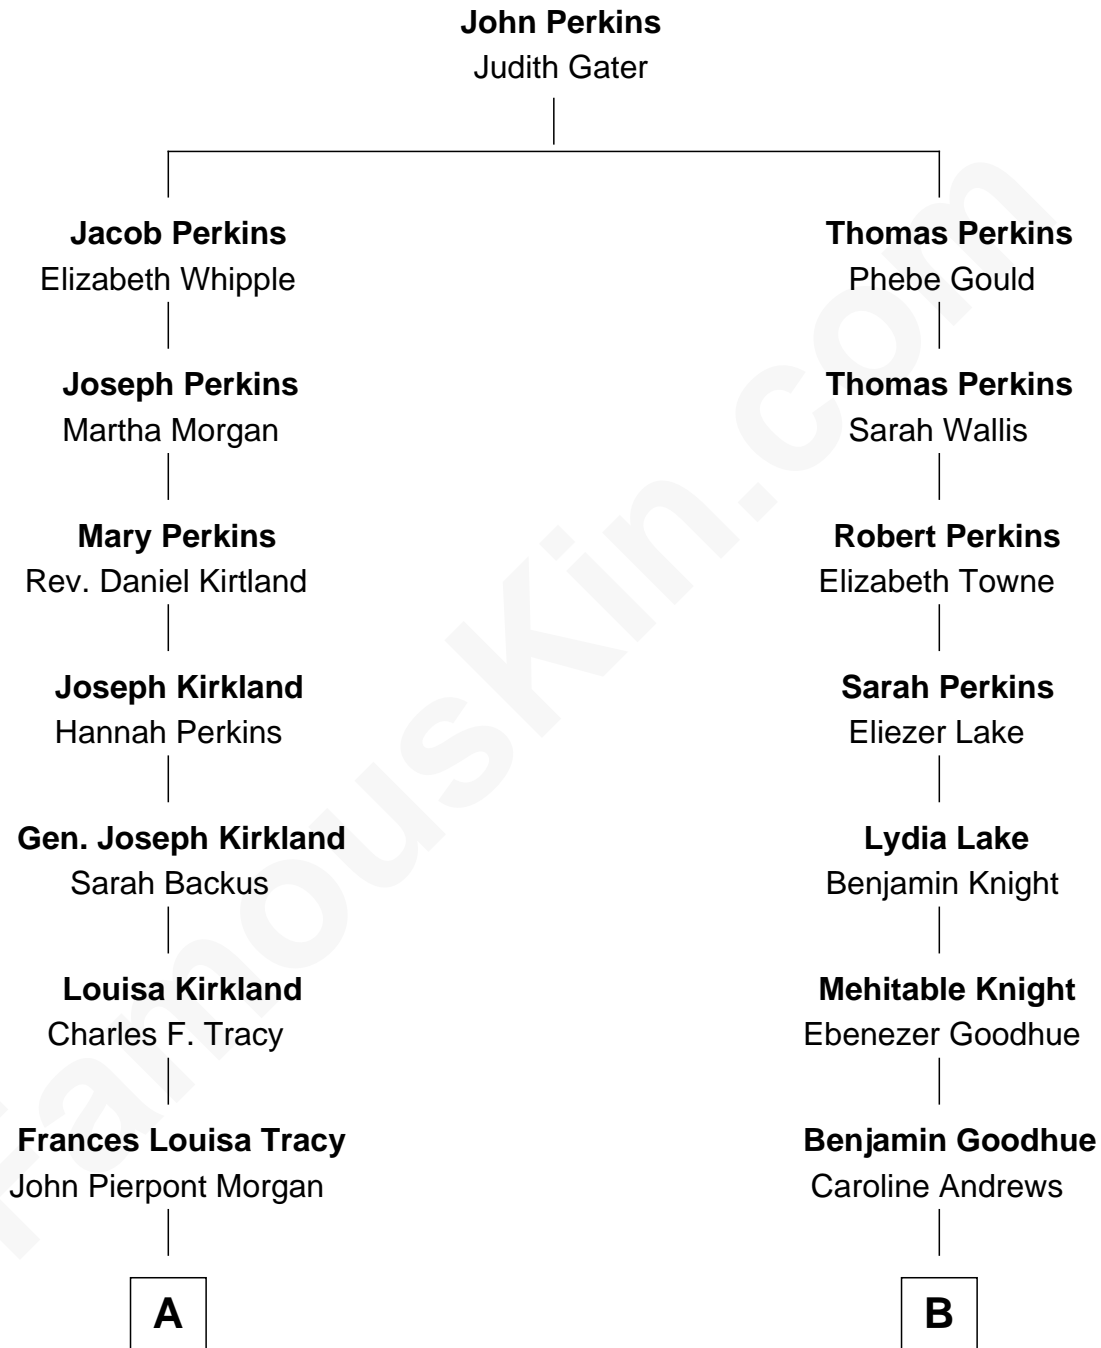 John Perkins
Judith Gater
Jacob Perkins
Elizabeth Whipple
Thomas Perkins
Phebe Gould
Joseph Perkins
Martha Morgan
Thomas Perkins
Sarah Wallis
Mary Perkins
Rev. Daniel Kirtland
Robert Perkins
Elizabeth Towne
Joseph Kirkland
Hannah Perkins
Sarah Perkins
Eliezer Lake
Gen. Joseph Kirkland
Sarah Backus
Lydia Lake
Benjamin Knight
Louisa Kirkland
Charles F. Tracy
Mehitable Knight
Ebenezer Goodhue
Frances Louisa Tracy
John Pierpont Morgan
Benjamin Goodhue
Caroline Andrews
A
B
FamousKin.com